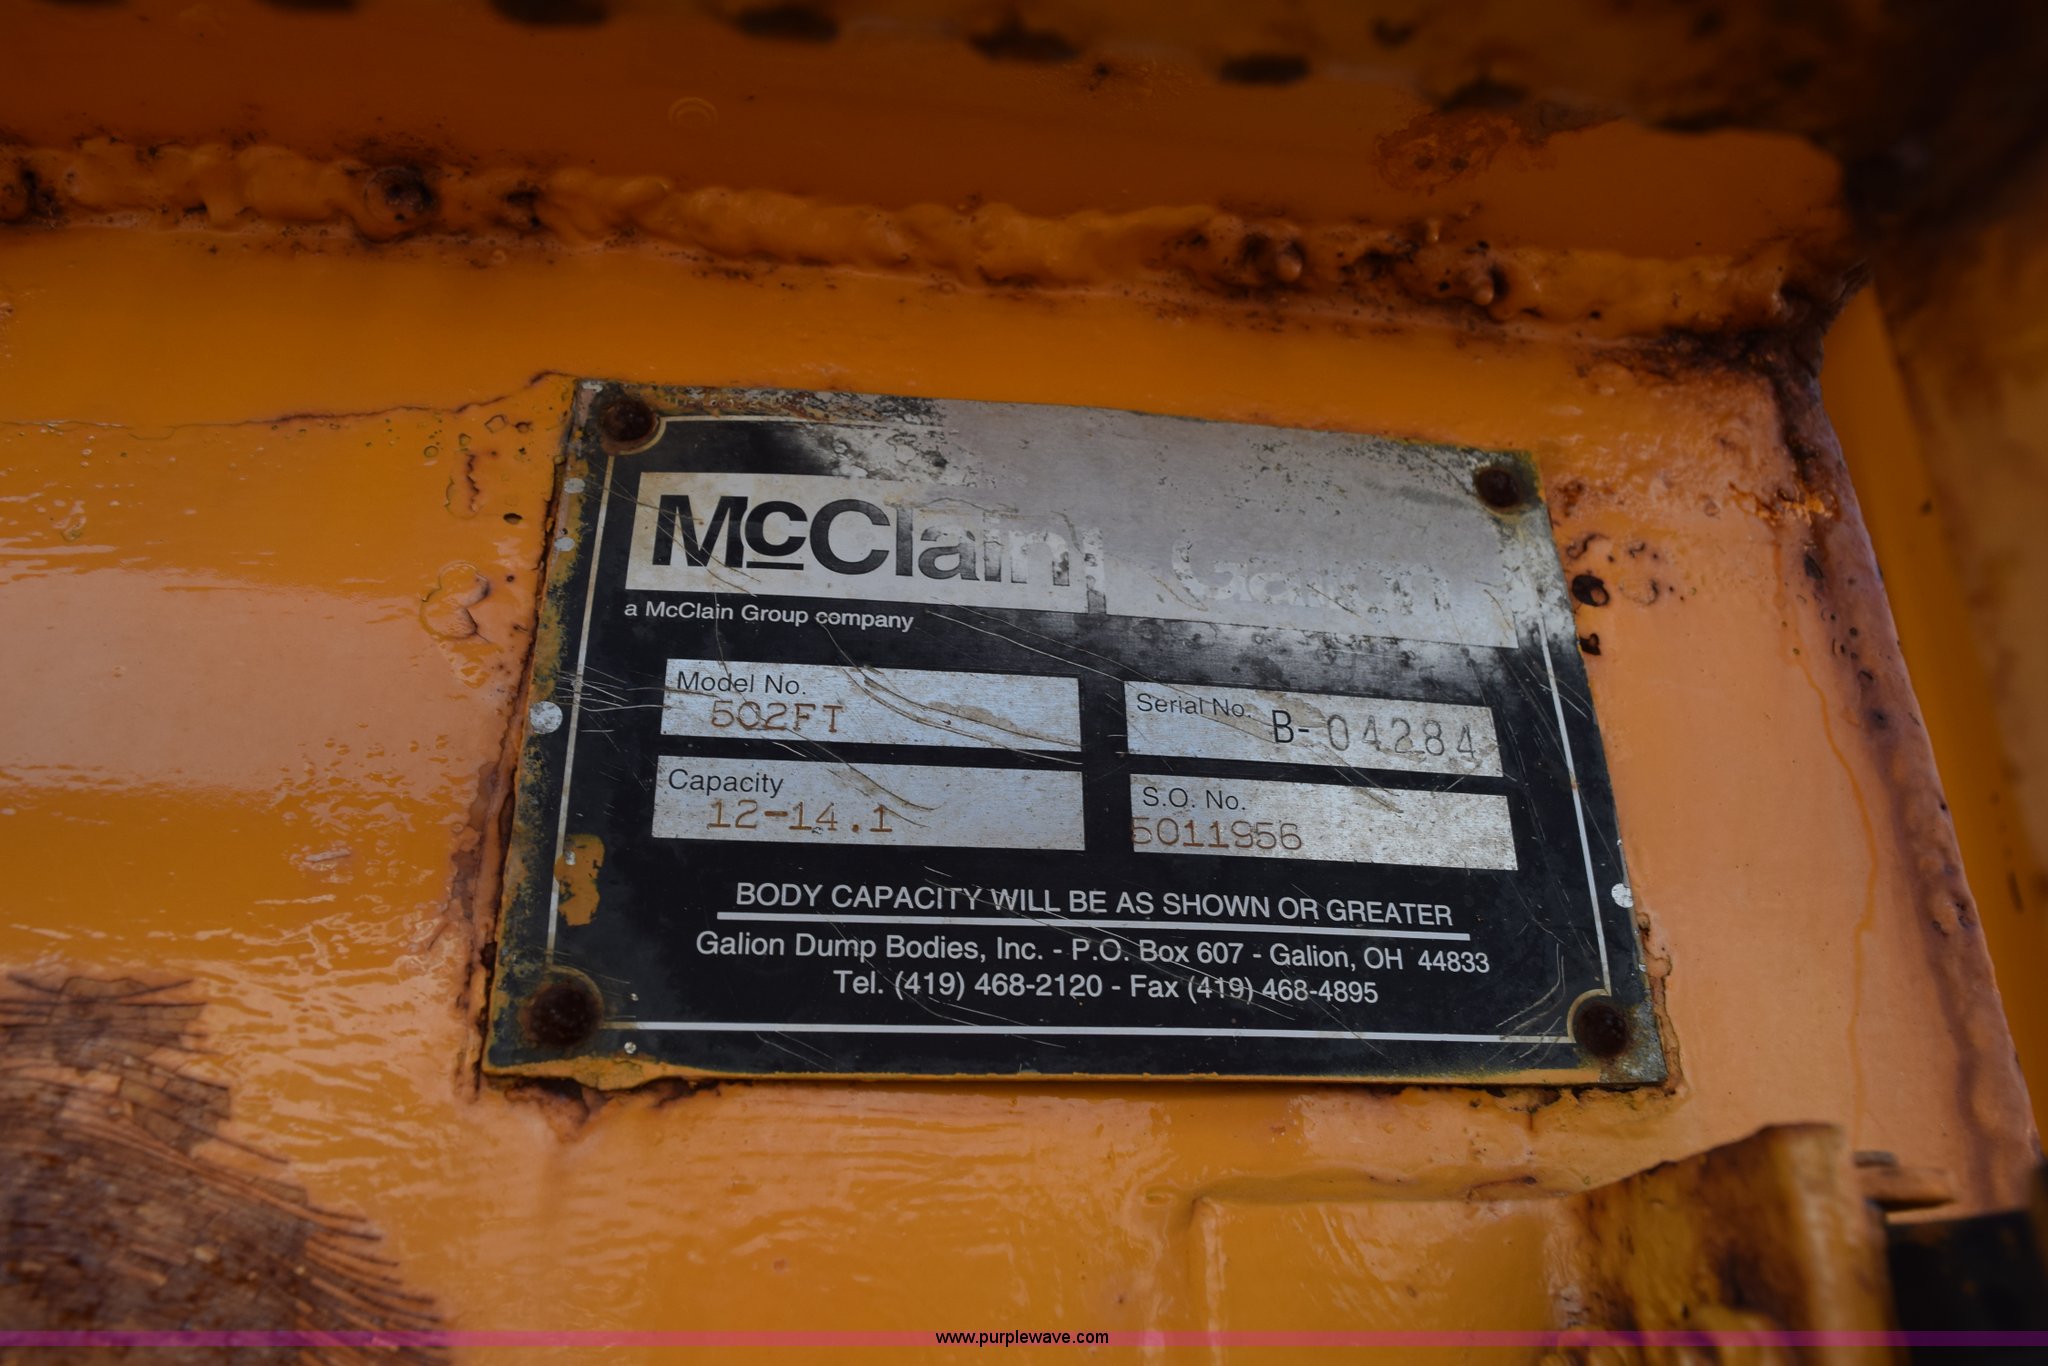 McClain Galion
a McClain Group company
Model No.
502FT
Serial No. B-04284
Capacity
12-14.1
S.O. No.
5011956
BODY CAPACITY WILL BE AS SHOWN OR GREATER
Galion Dump Bodies, Inc. - P.O. Box 607 - Galion, OH 44833
Tel. (419) 468-2120 - Fax (419) 468-4895
www.purplewave.com